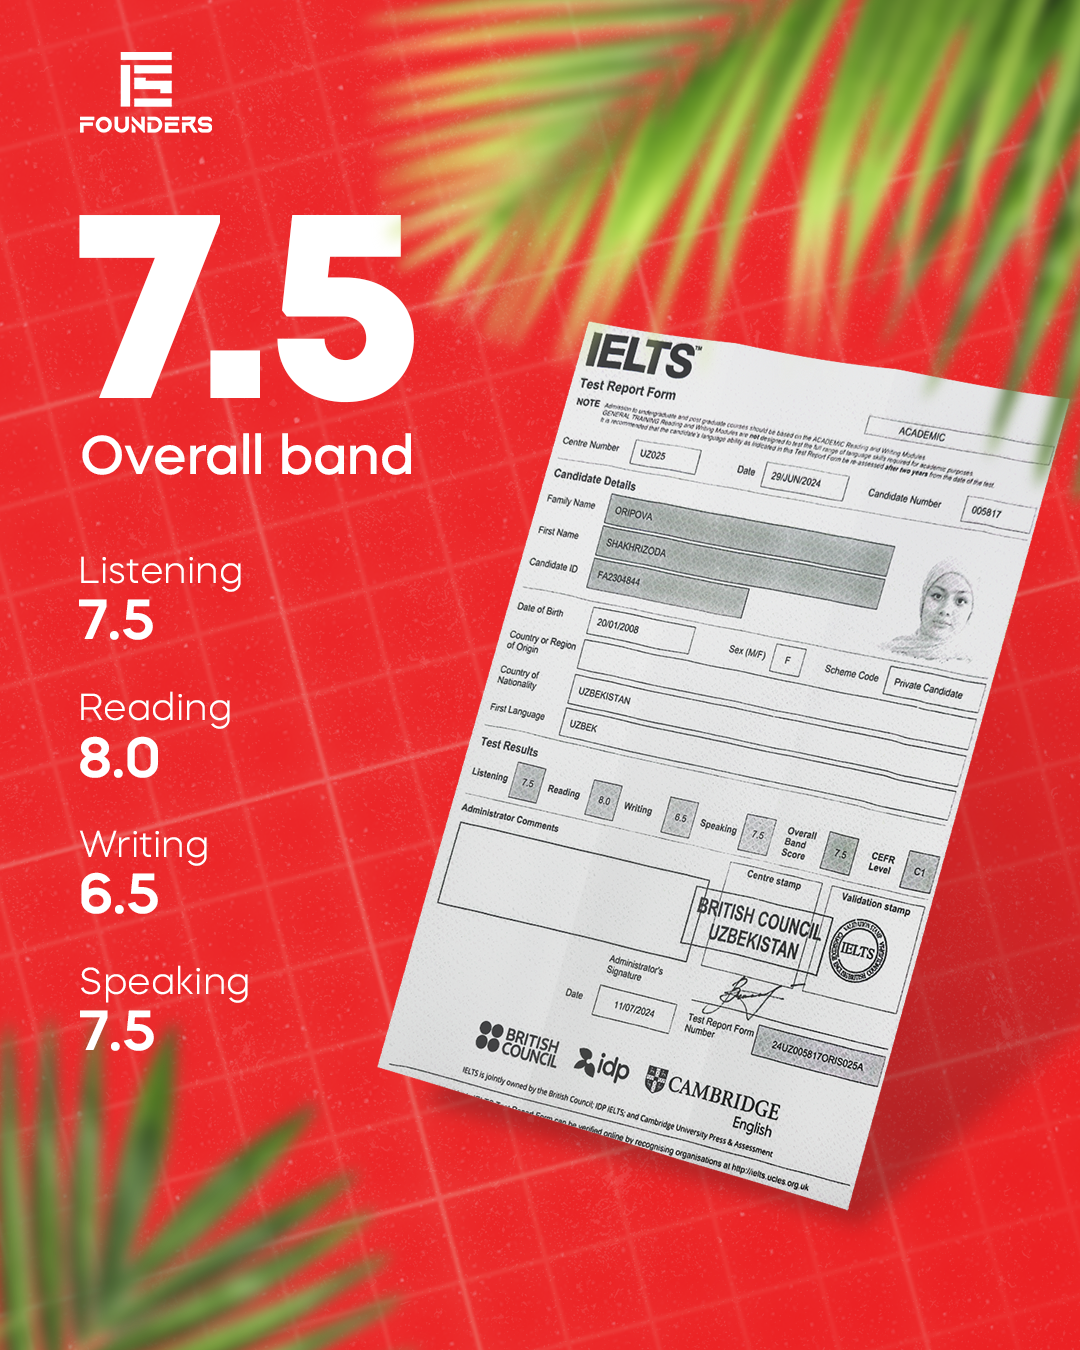 FOUNDERS
7.5
Overall band
Listening
7.5
Reading
8.0
Writing
6.5
Speaking
7.5
IELTS™
Test Report Form
ACADEMIC
NOTE Admission to undergraduate and post graduate courses should be based on the ACADEMIC Reading and Writing Modules.
GENERAL TRAINING Reading and Writing Modules are not designed to test the full range of language skills required for academic purposes.
It is recommended that the candidate's language ability as indicated in this Test Report Form be re-assessed after two years from the date of the test.
Centre Number UZ025 Date 29/JUN/2024 Candidate Number 005817
Candidate Details
Family Name ORIPOVA
First Name SHAKHRIZODA
Candidate ID FA2304844
Date of Birth 20/01/2008 Sex (M/F) F Scheme Code Private Candidate
Country or Region
of Origin
Country of
Nationality UZBEKISTAN
First Language UZBEK
Test Results
Listening 7.5 Reading 8.0 Writing 6.5 Speaking 7.5 Overall
Band
Score 7.5 CEFR
Level C1
Administrator Comments
Centre stamp
Validation stamp
BRITISH COUNCIL
UZBEKISTAN
IELTS
Administrator's
Signature
Date 11/07/2024
Test Report Form
Number 24UZ005817ORIS025A
BRITISH
COUNCIL
idp
CAMBRIDGE
English
IELTS is jointly owned by the British Council; IDP IELTS; and Cambridge University Press & Assessment
Form can be verified online by recognising organisations at http://ielts.ucles.org.uk